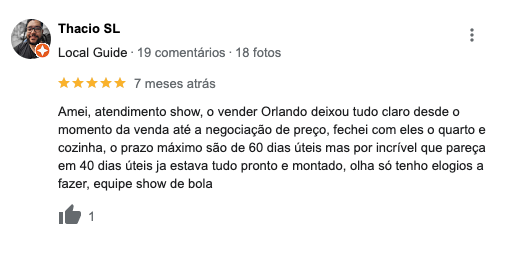 Thacio SL
Local Guide · 19 comentários · 18 fotos
7 meses atrás
Amei, atendimento show, o vender Orlando deixou tudo claro desde o
momento da venda até a negociação de preço, fechei com eles o quarto e
cozinha, o prazo máximo são de 60 dias úteis mas por incrível que pareça
em 40 dias úteis ja estava tudo pronto e montado, olha só tenho elogios a
fazer, equipe show de bola
1